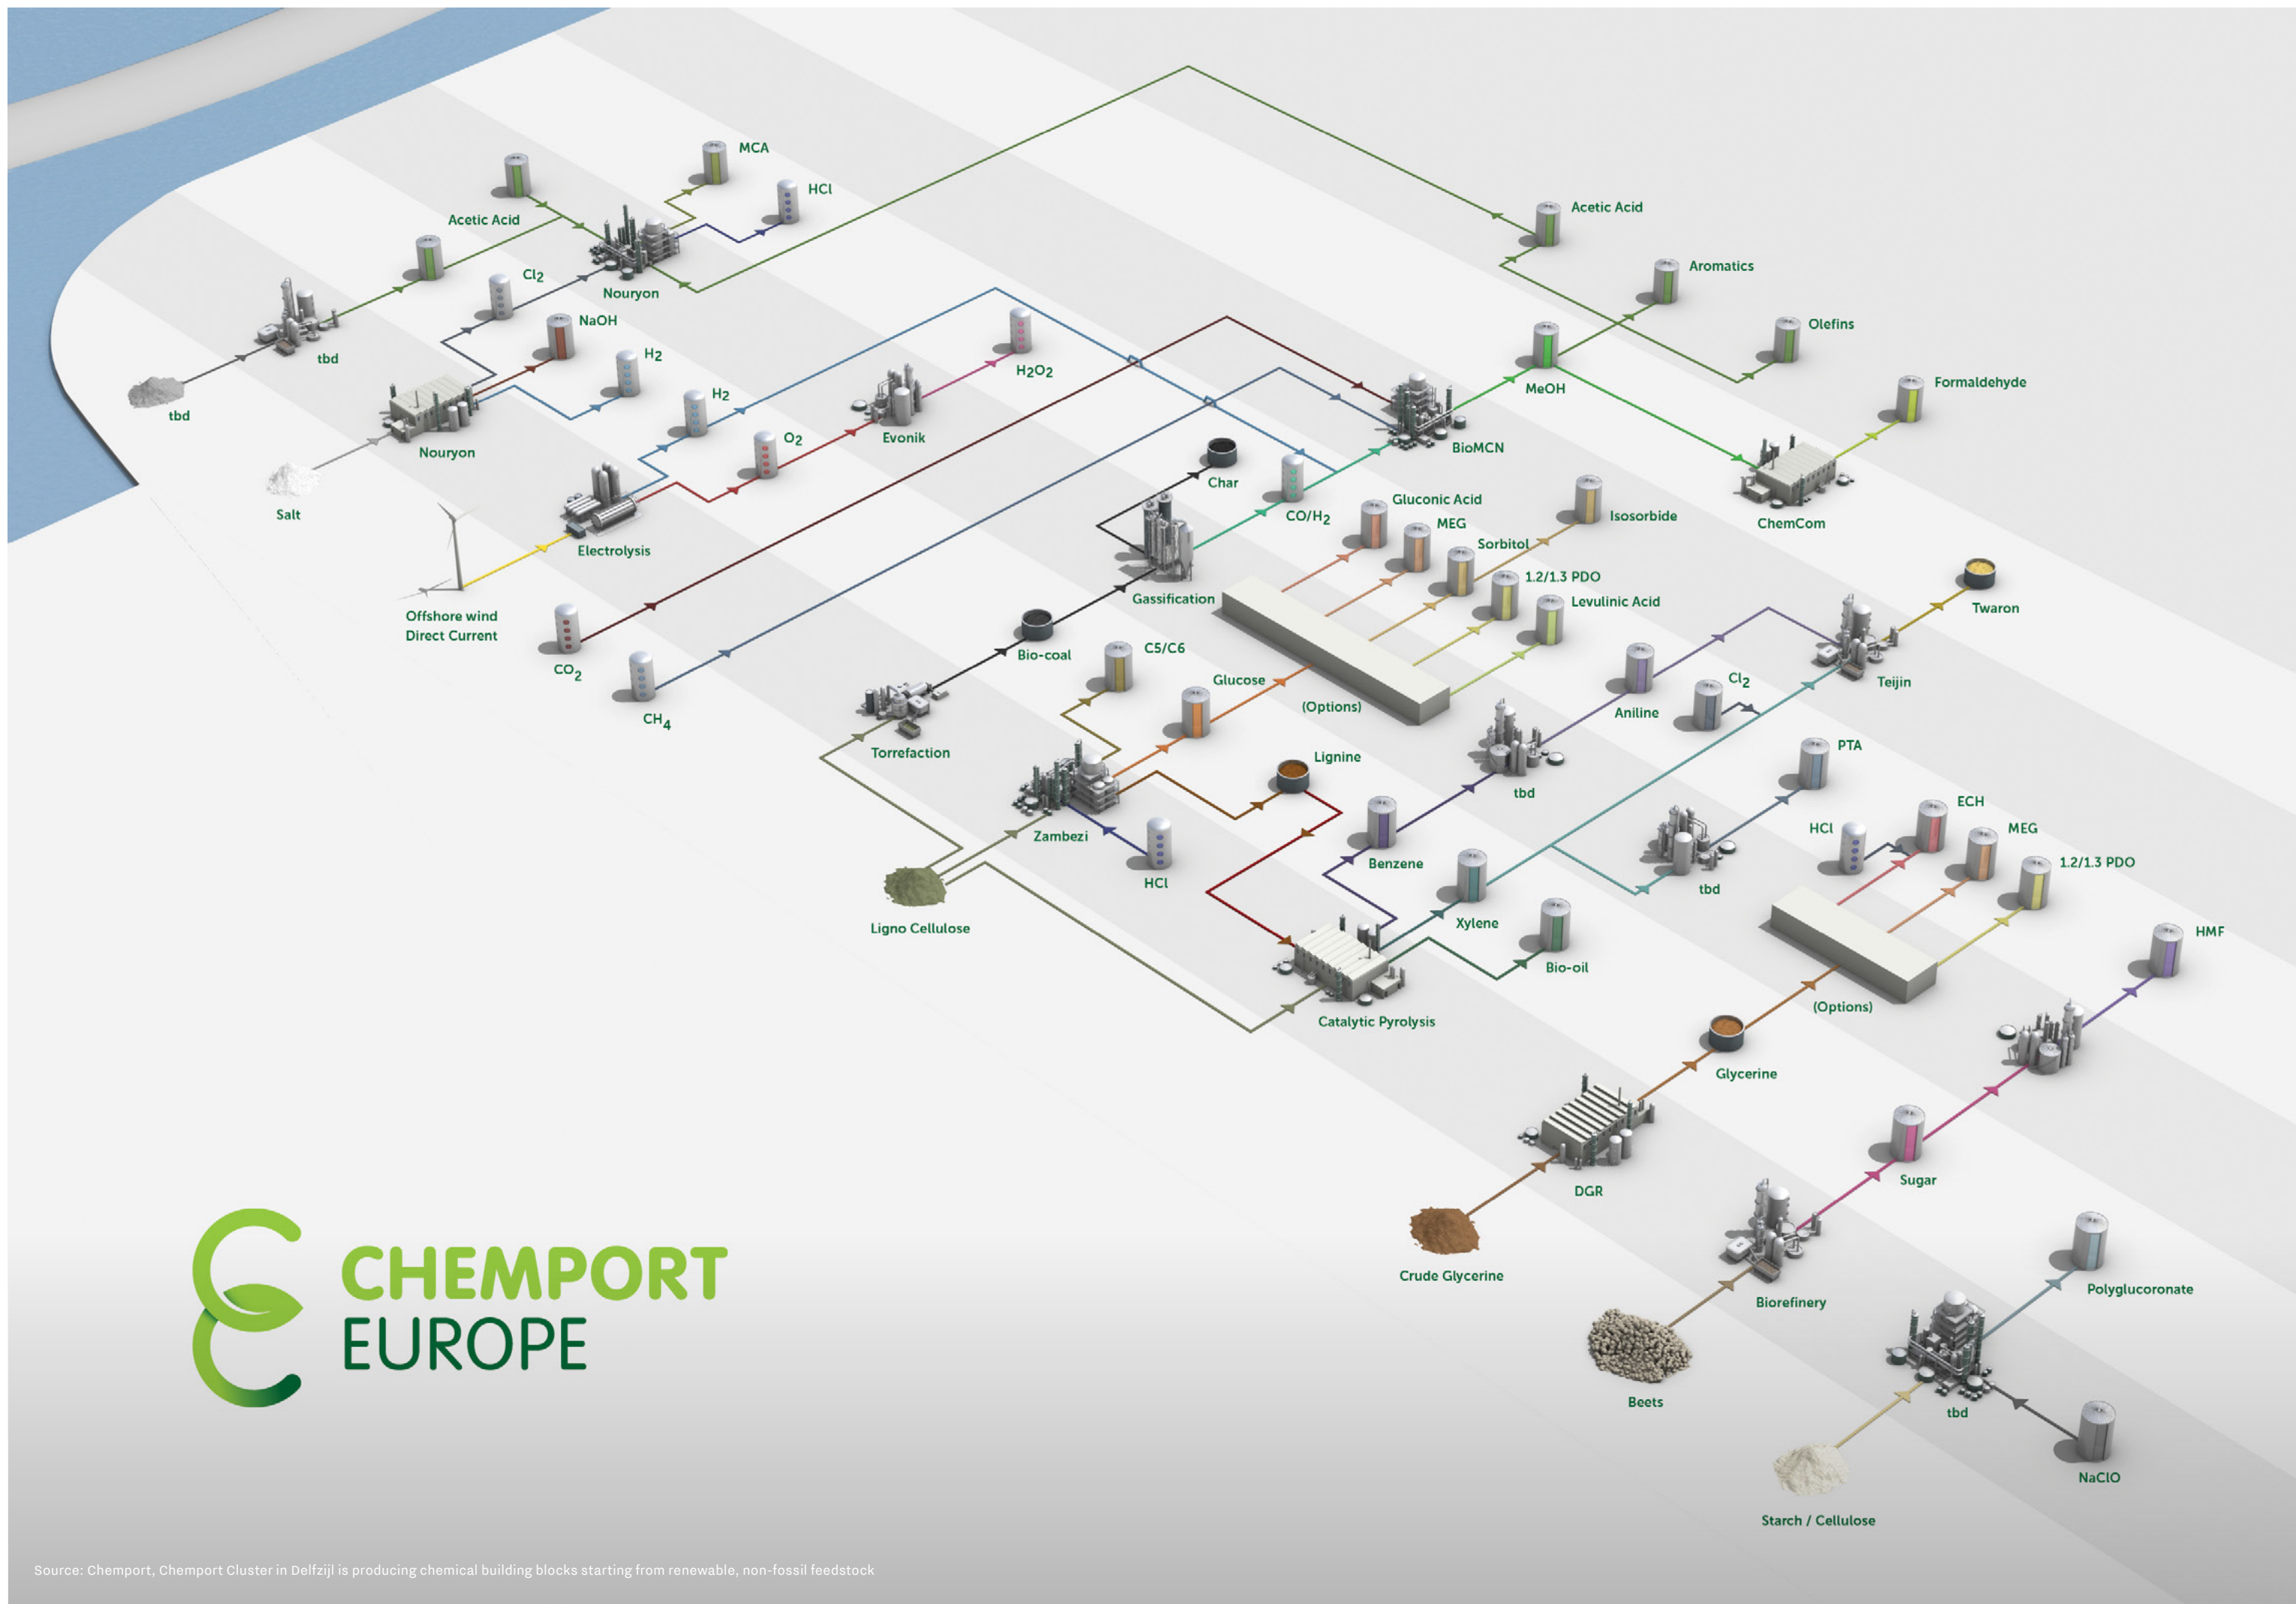 MCA
HCl
Acetic Acid
Acetic Acid
Cl2
Nouryon
Aromatics
NaOH
Olefins
tbd
H2
H2O2
MeOH
Formaldehyde
tbd
H2
O2
Evonik
Nouryon
BioMCN
Char
Salt
CO/H2
Gluconic Acid
MEG
Isosorbide
ChemCom
Electrolysis
Sorbitol
1.2/1.3 PDO
Gassification
Levulinic Acid
Twaron
Offshore wind
Direct Current
CO2
Bio-coal
C5/C6
Glucose
Cl2
Teijin
CH4
(Options)
Aniline
Torrefaction
Lignine
PTA
tbd
ECH
Zambezi
HCl
MEG
Benzene
1.2/1.3 PDO
HCl
tbd
Ligno Cellulose
Xylene
HMF
Bio-oil
Catalytic Pyrolysis
(Options)
Glycerine
DGR
Sugar
CHEMPORT
EUROPE
Crude Glycerine
Polyglucoronate
Biorefinery
Beets
tbd
NaClO
Starch / Cellulose
Source: Chemport, Chemport Cluster in Delfzijl is producing chemical building blocks starting from renewable, non-fossil feedstock